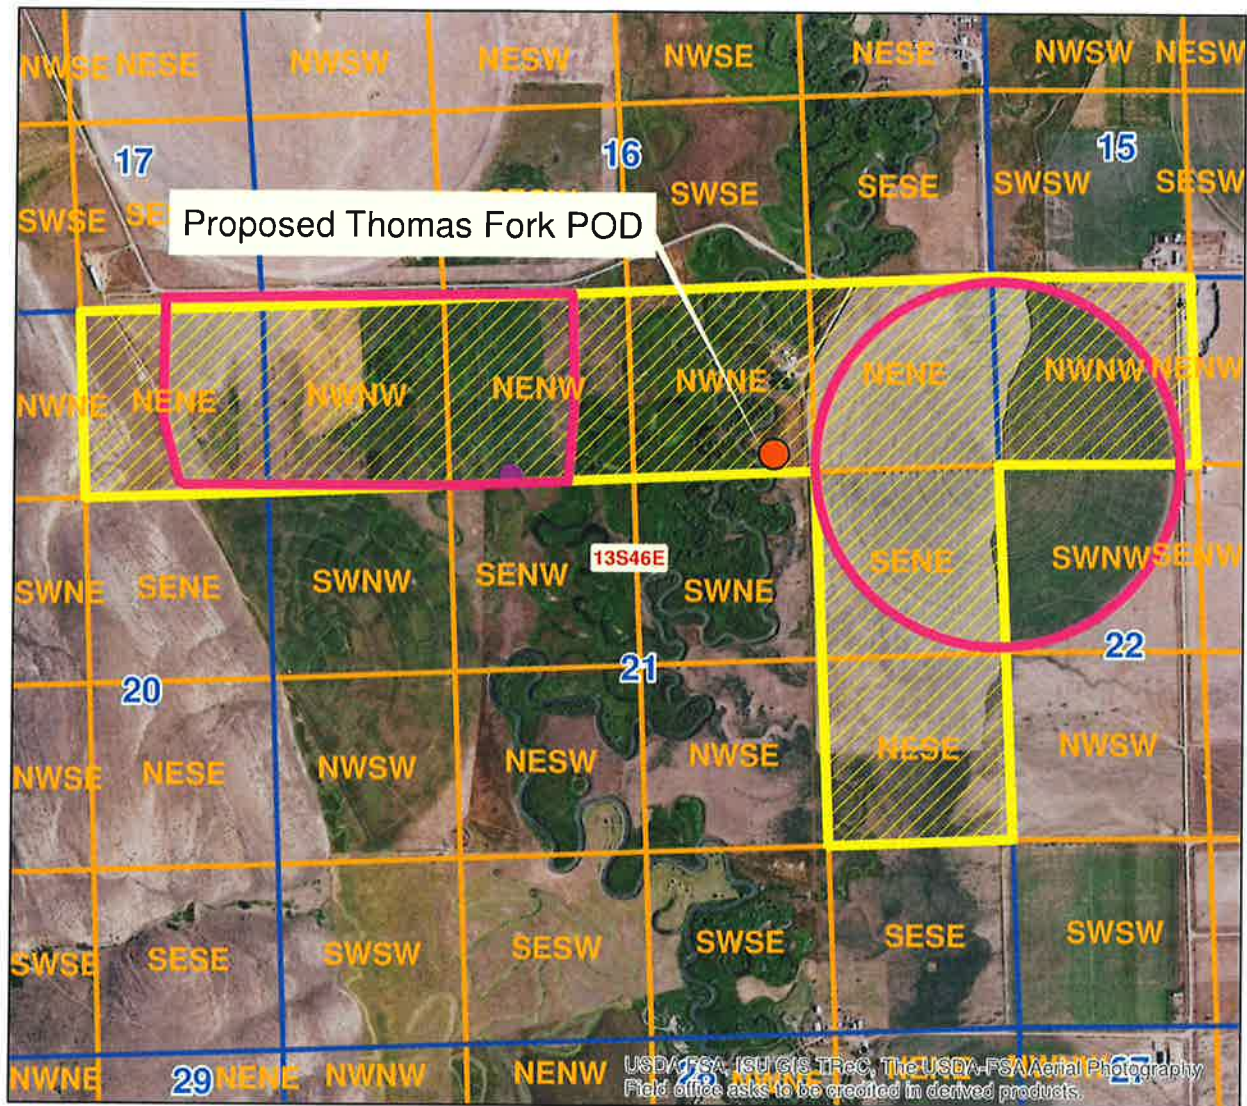 NWSE NESE NWSW NESW NWSE NESE NWSW NESW
17 16 15
SWSE SE SESW SWSE SESE SWSW SESW
Proposed Thomas Fork POD
NWNE NENE NWNW NENW NWNE NENE NWNW NENW
13S46E
SWNE SENE SWNW SENW SWNE SENE SWNW SENW
20 21 22
NWSE NESE NWSW NESW NWSE NESE NWSW
SWSE SESE SWSW SESW SWSE SESE SWSW
NWNE 29 NENE NWNW NENW 28 27
USDA-FSA, ISU GIS TReC, The USDA-FSA Aerial Photography
Field office asks to be credited in derived products.